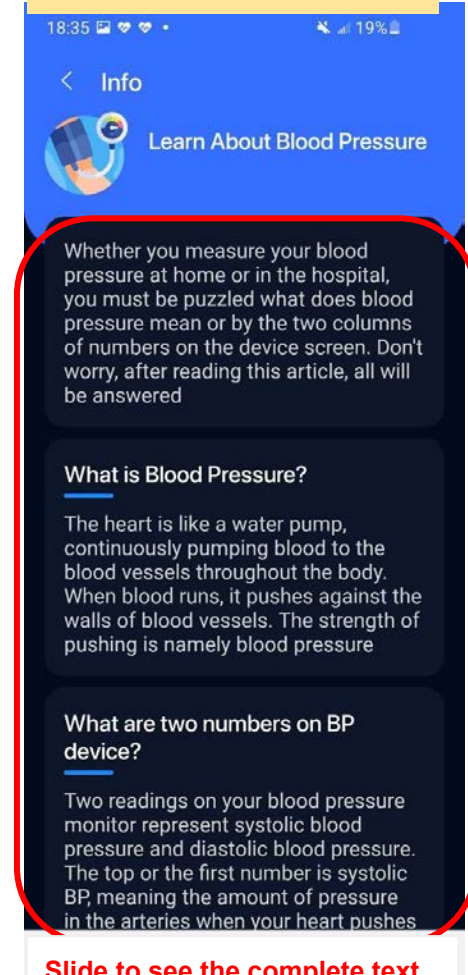 18:35 19%
Info
Learn About Blood Pressure
Whether you measure your blood
pressure at home or in the hospital,
you must be puzzled what does blood
pressure mean or by the two columns
of numbers on the device screen. Don't
worry, after reading this article, all will
be answered
What is Blood Pressure?
The heart is like a water pump,
continuously pumping blood to the
blood vessels throughout the body.
When blood runs, it pushes against the
walls of blood vessels. The strength of
pushing is namely blood pressure
What are two numbers on BP
device?
Two readings on your blood pressure
monitor represent systolic blood
pressure and diastolic blood pressure.
The top or the first number is systolic
BP, meaning the amount of pressure
in the arteries when your heart pushes
Slide to see the complete text